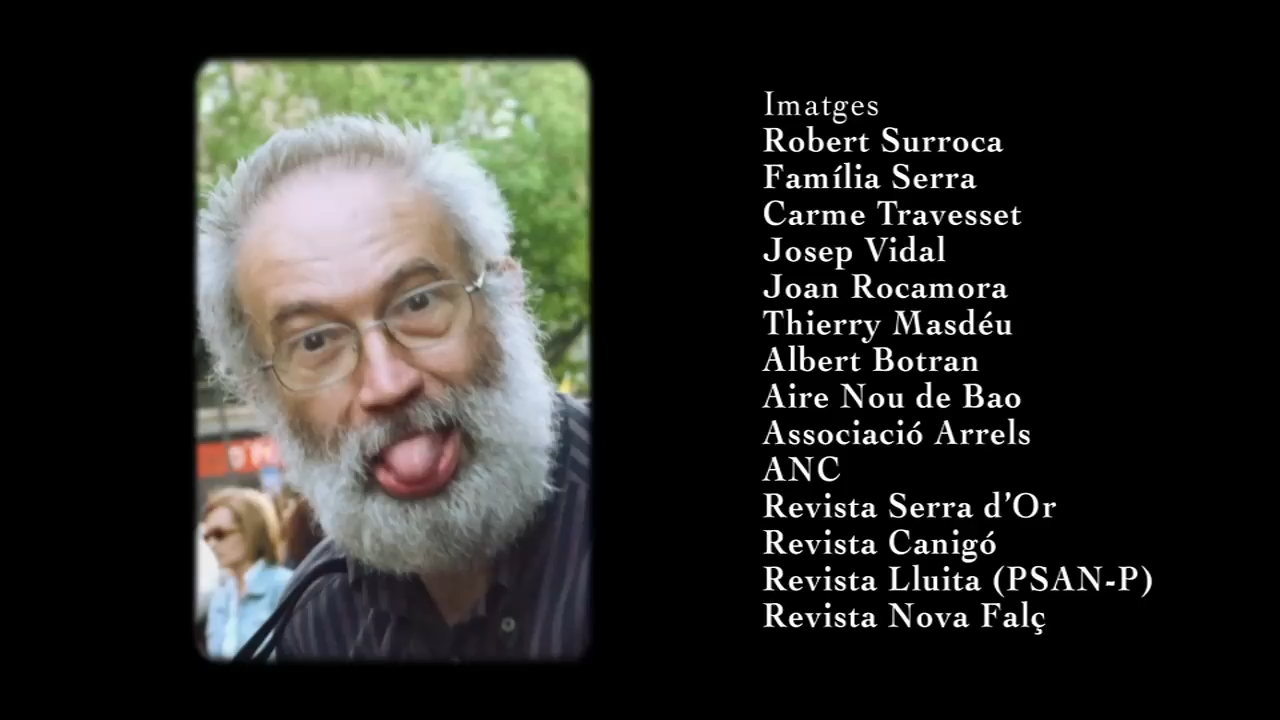 Imatges
Robert Surroca
Família Serra
Carme Travesset
Josep Vidal
Joan Rocamora
Thierry Masdéu
Albert Botran
Aire Nou de Bao
Associació Arrels
ANC
Revista Serra d’Or
Revista Canigó
Revista Lluita (PSAN-P)
Revista Nova Falç